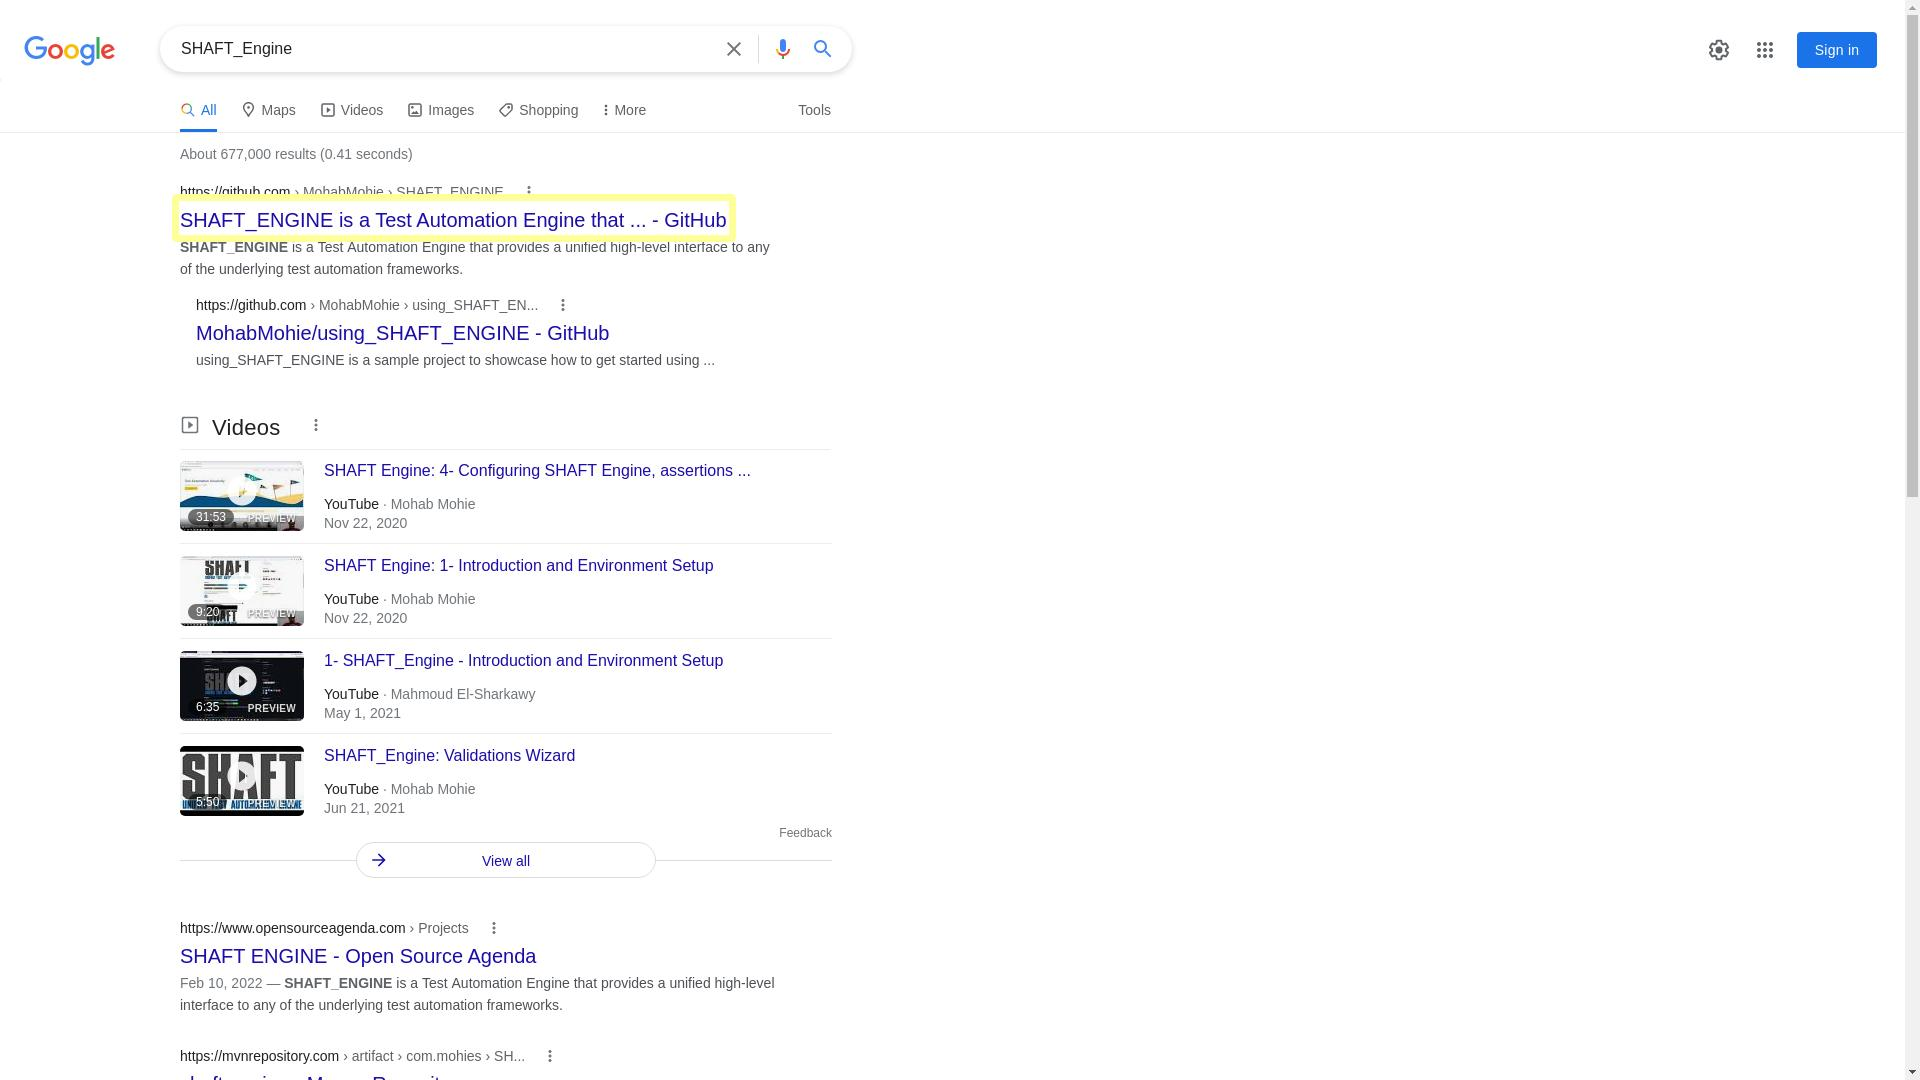 Google
SHAFT_Engine
Sign in
All Maps Videos Images Shopping More Tools
About 677,000 results (0.41 seconds)
https://github.com › MohabMohie › SHAFT_ENGINE
SHAFT_ENGINE is a Test Automation Engine that ... - GitHub
SHAFT_ENGINE is a Test Automation Engine that provides a unified high-level interface to any
of the underlying test automation frameworks.
https://github.com › MohabMohie › using_SHAFT_EN...
MohabMohie/using_SHAFT_ENGINE - GitHub
using_SHAFT_ENGINE is a sample project to showcase how to get started using ...
Videos
SHAFT Engine: 4- Configuring SHAFT Engine, assertions ...
31:53 PREVIEW
YouTube · Mohab Mohie
Nov 22, 2020
SHAFT Engine: 1- Introduction and Environment Setup
SHAFT
9:20 PREVIEW
YouTube · Mohab Mohie
Nov 22, 2020
1- SHAFT_Engine - Introduction and Environment Setup
6:35 PREVIEW
YouTube · Mahmoud El-Sharkawy
May 1, 2021
SHAFT_Engine: Validations Wizard
SHAFT
5:50 PREVIEW
YouTube · Mohab Mohie
Jun 21, 2021
Feedback
View all
https://www.opensourceagenda.com › Projects
SHAFT ENGINE - Open Source Agenda
Feb 10, 2022 — SHAFT_ENGINE is a Test Automation Engine that provides a unified high-level
interface to any of the underlying test automation frameworks.
https://mvnrepository.com › artifact › com.mohies › SH...